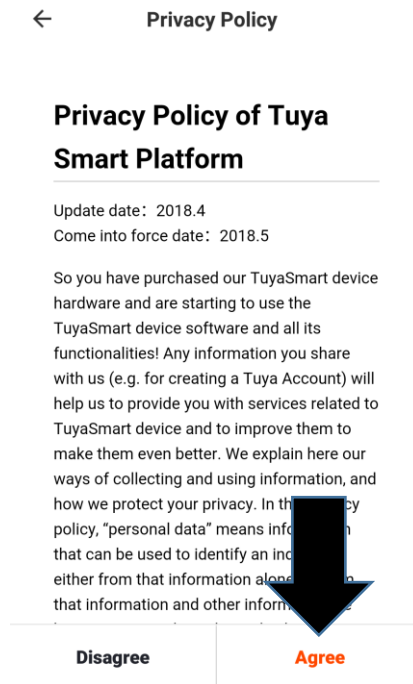 Privacy Policy
Privacy Policy of Tuya
Smart Platform
Update date：2018.4
Come into force date：2018.5
So you have purchased our TuyaSmart device
hardware and are starting to use the
TuyaSmart device software and all its
functionalities! Any information you share
with us (e.g. for creating a Tuya Account) will
help us to provide you with services related to
TuyaSmart device and to improve them to
make them even better. We explain here our
ways of collecting and using information, and
how we protect your privacy. In
policy, “personal data” means
that can be used to identify an
either from that information
that information and other
Disagree
Agree